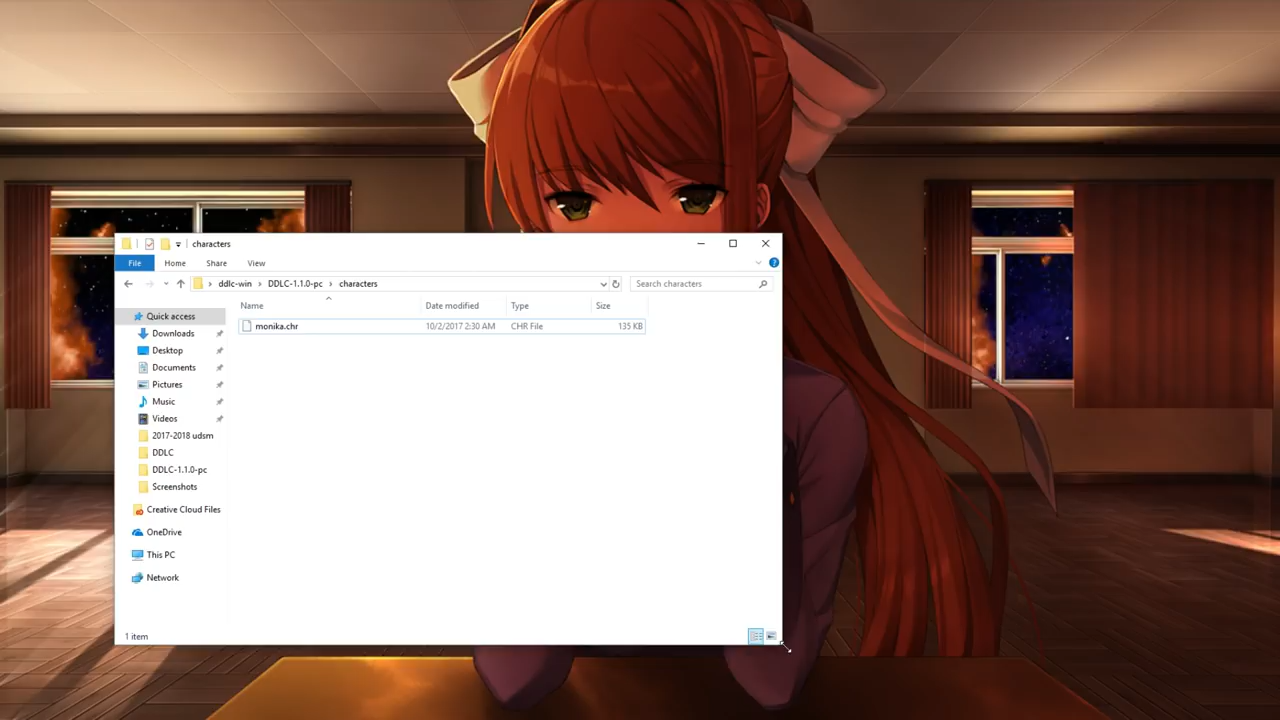 characters
File Home Share View
ddlc-win > DDLC-1.1.0-pc > characters
Search characters
Name Date modified Type Size
monika.chr 10/2/2017 2:30 AM CHR File 135 KB
Quick access
Downloads
Desktop
Documents
Pictures
Music
Videos
2017-2018 udsm
DDLC
DDLC-1.1.0-pc
Screenshots
Creative Cloud Files
OneDrive
This PC
Network
1 item